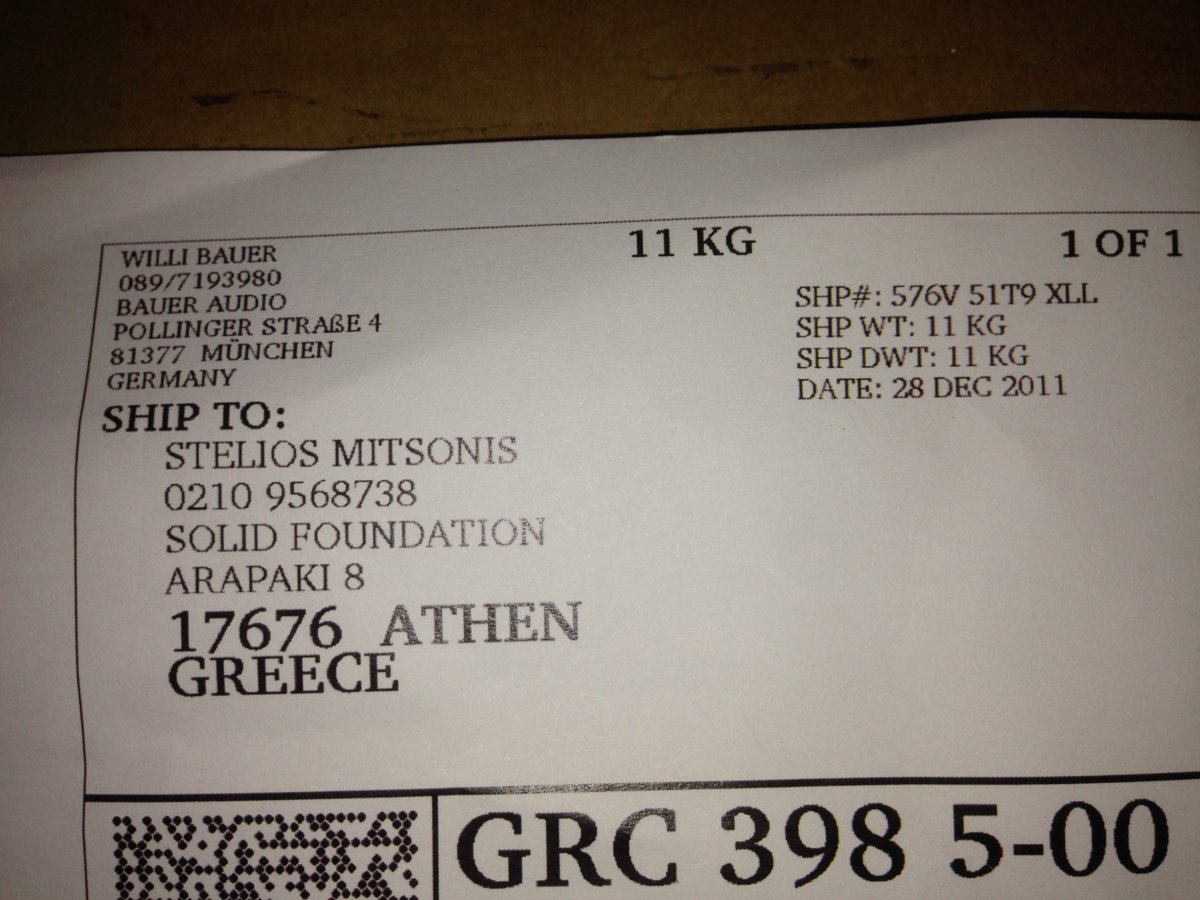 WILLI BAUER
089/7193980
BAUER AUDIO
POLLINGER STRAßE 4
81377 MÜNCHEN
GERMANY
11 KG
1 OF 1
SHP#: 576V 51T9 XLL
SHP WT: 11 KG
SHP DWT: 11 KG
DATE: 28 DEC 2011
SHIP TO:
STELIOS MITSONIS
0210 9568738
SOLID FOUNDATION
ARAPAKI 8
17676 ATHEN
GREECE
GRC 398 5-00